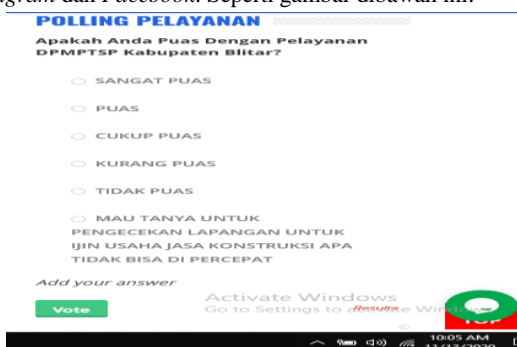 dan Facebook. Seperti gambar dibawah ini:
POLLING PELAYANAN
Apakah Anda Puas Dengan Pelayanan
DPMPTSP Kabupaten Blitar?
SANGAT PUAS
PUAS
CUKUP PUAS
KURANG PUAS
TIDAK PUAS
MAU TANYA UNTUK
PENGECEKAN LAPANGAN UNTUK
IJIN USAHA JASA KONSTRUKSI APA
TIDAK BISA DI PERCEPAT
Add your answer
Activate Windows
Vote
Go to Settings to activate Windows
Results
TOP
10:05 AM